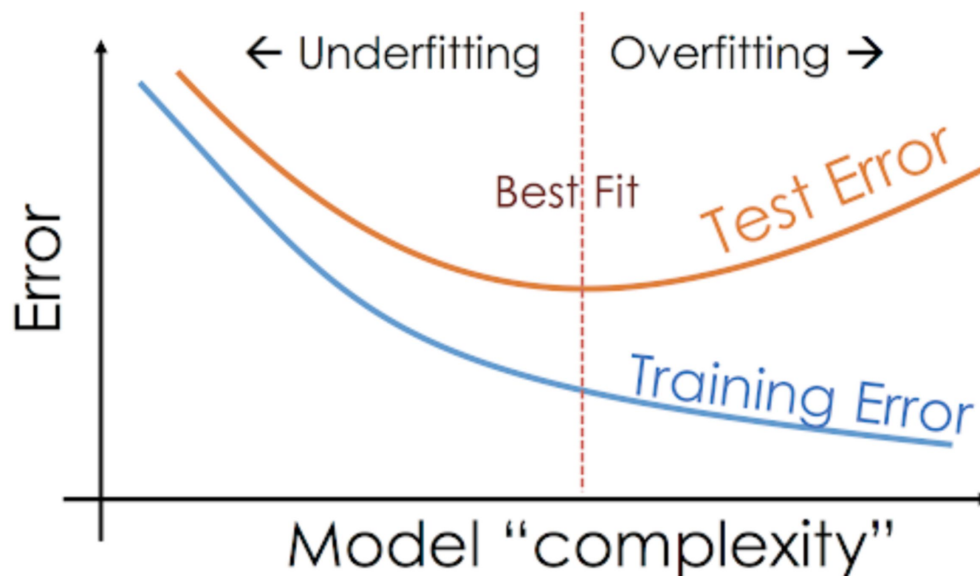 ← Underfitting
Overfitting →
Best Fit
Test Error
Error
Training Error
Model “complexity”